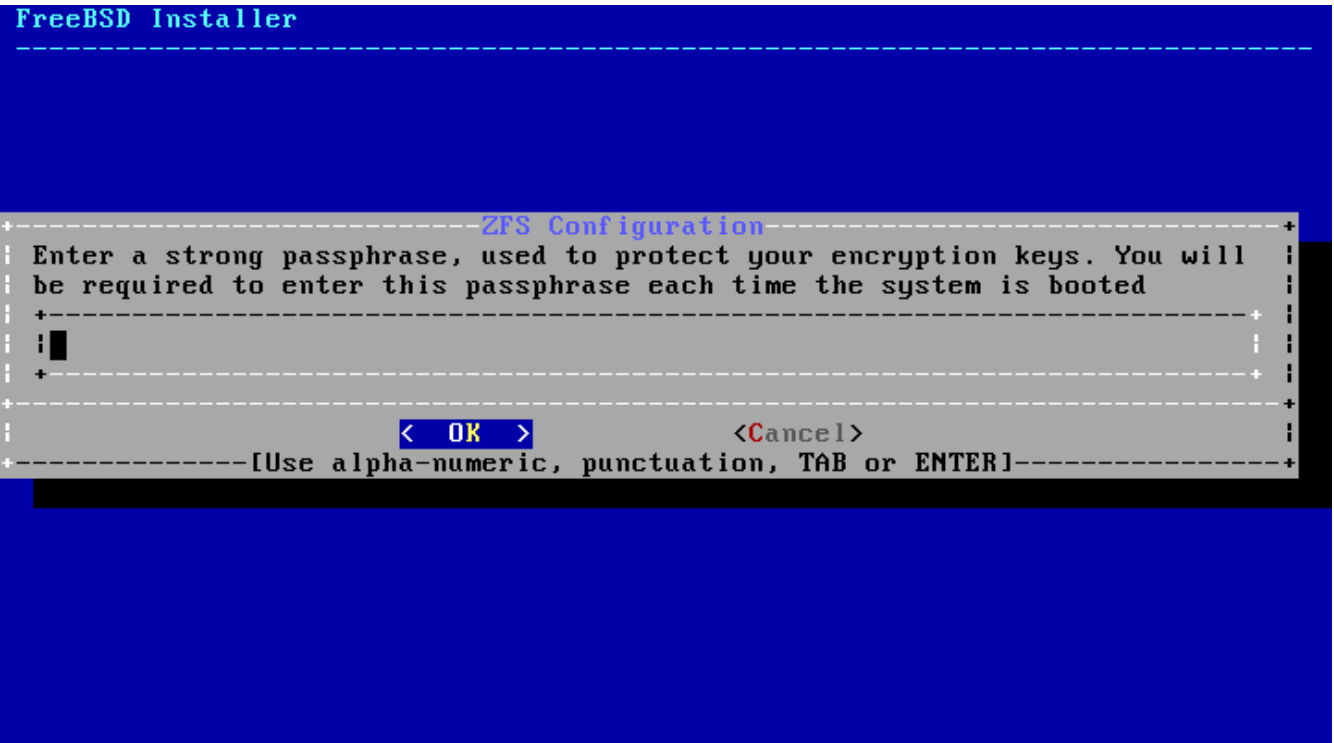 FreeBSD Installer
ZFS Configuration
Enter a strong passphrase, used to protect your encryption keys. You will
be required to enter this passphrase each time the system is booted
< OK > <Cancel>
[Use alpha-numeric, punctuation, TAB or ENTER]